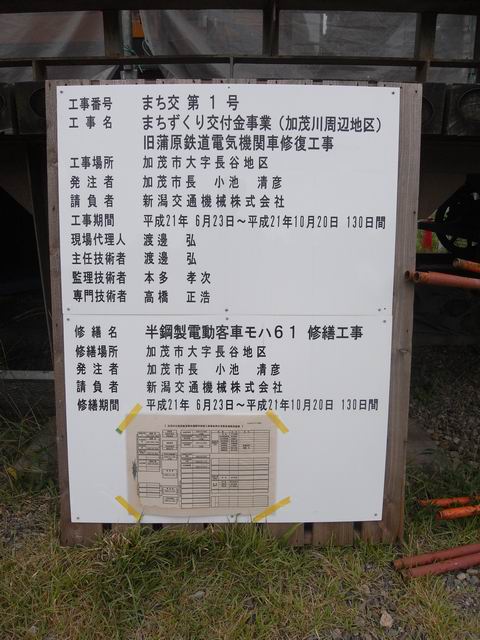 工事番号 まち交 第 1 号
工事名 まちずくり交付金事業（加茂川周辺地区）
旧蒲原鉄道電気機関車修復工事
工事場所 加茂市大字長谷地区
発注者 加茂市長 小池 清彦
請負者 新潟交通機械株式会社
工事期間 平成21年 6月23日～平成21年10月20日 130日間
現場代理人 渡邊 弘
主任技術者 渡邊 弘
監理技術者 本多 孝次
専門技術者 高橋 正浩
修繕名 半鋼製電動客車モハ６１ 修繕工事
修繕場所 加茂市大字長谷地区
発注者 加茂市長 小池 清彦
請負者 新潟交通機械株式会社
修繕期間 平成21年 6月23日～平成21年10月20日 130日間